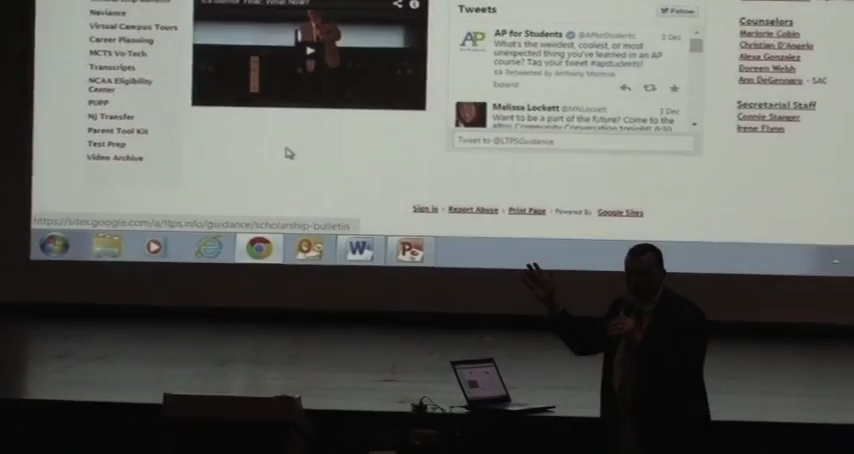 Naviance
Virtual Campus Tours
Career Planning
MCTS Vo-Tech
Transcripts
NCAA Eligibility
Center
PUPP
NJ Transfer
Parent Tool Kit
Test Prep
Video Archive
Tweets
Follow
AP for Students @APforStudents 3 Dec
What's the weirdest, coolest, or most
unexpected thing you've learned in an AP
course? Tag your tweet #apstudents!
Retweeted by Anthony
Expand
Melissa Lockett @MNLockett 3 Dec
Want to be a part of the future? Come to the
Community Conversation tonight!
Tweet to @LTPSGuidance
Counselors
Marjorie Cobin
Christian D'Angelo
Alexa Gonzalez
Doreen Welsh
Ann DeGennaro - SAC
Secretarial Staff
Connie Stanger
Irene Flynn
Sign in | Report Abuse | Print Page | Powered By Google Sites
https://sites.google.com/a/ltps.info/guidance/scholarship-bulletin